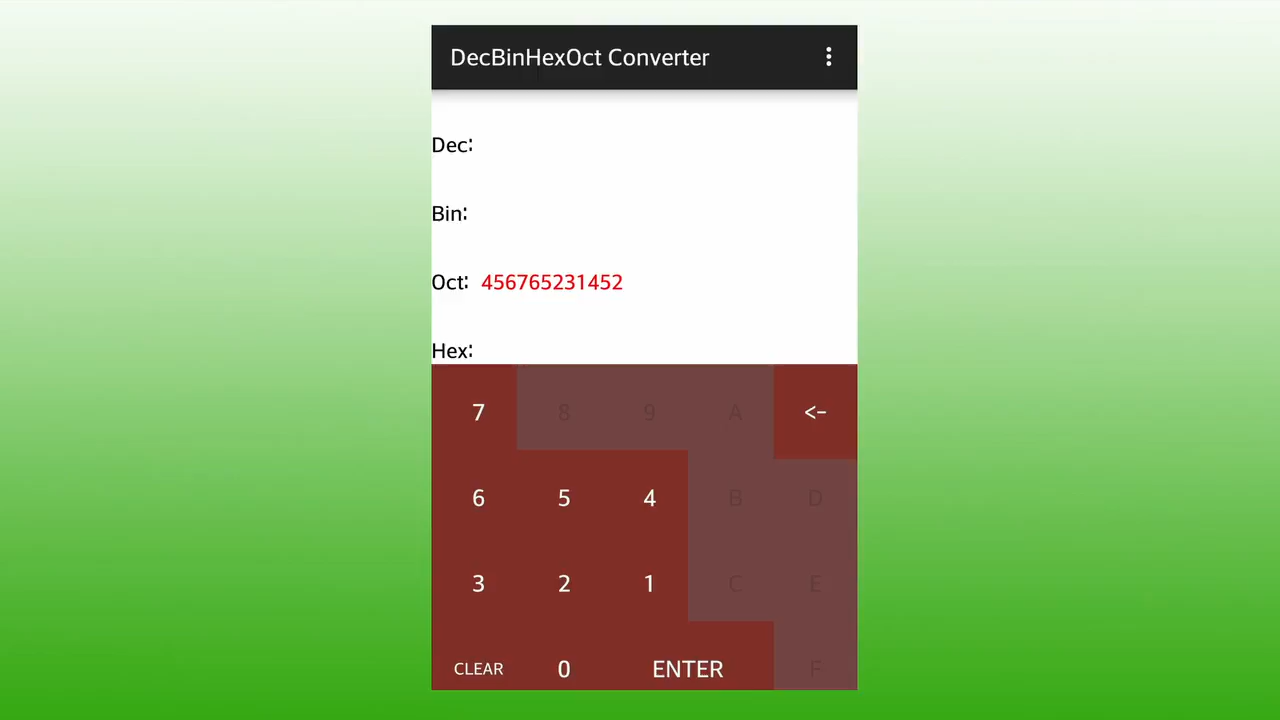 DecBinHexOct Converter
Dec:
Bin:
Oct: 456765231452
Hex:
7 8 9 A <-
6 5 4 B D
3 2 1 C E
CLEAR 0 ENTER F